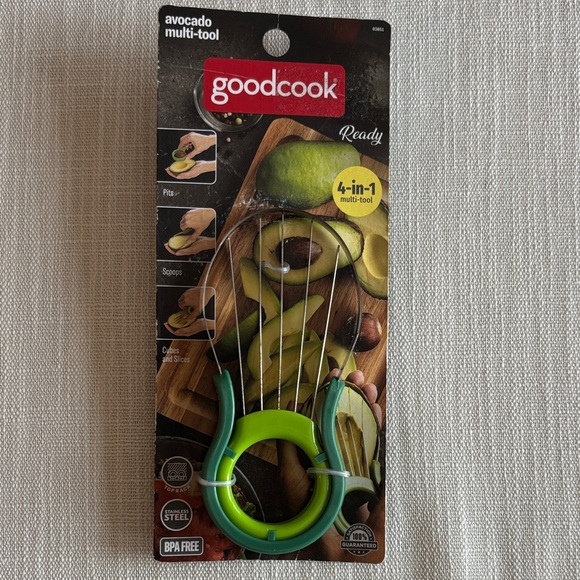 avocado
multi-tool
goodcook
Ready
4-in-1
multi-tool
Pits
Scoops
Cubes
and Slices
STAINLESS
STEEL
BPA FREE
100%
GUARANTEED